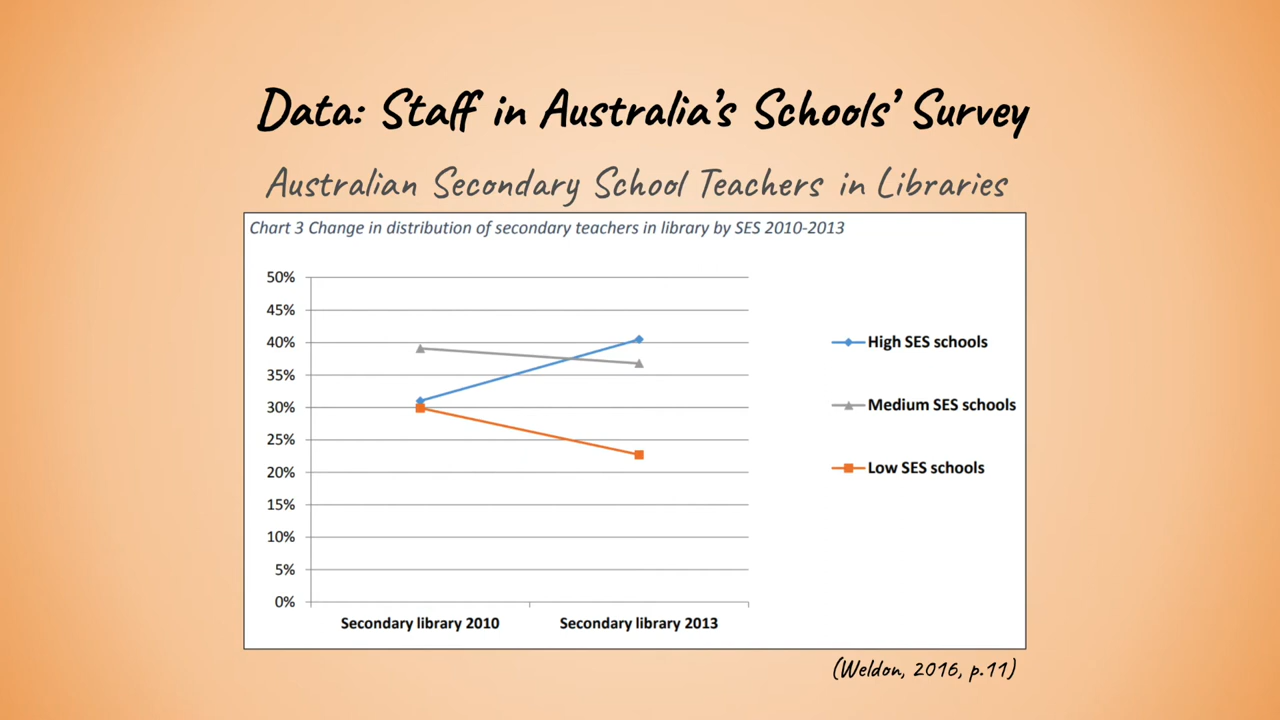 Data: Staff in Australia's Schools' Survey
Australian Secondary School Teachers in Libraries
Chart 3 Change in distribution of secondary teachers in library by SES 2010-2013
50%
45%
40%
35%
30%
25%
20%
15%
10%
5%
0%
Secondary library 2010
Secondary library 2013
High SES schools
Medium SES schools
Low SES schools
(Weldon, 2016, p.11)